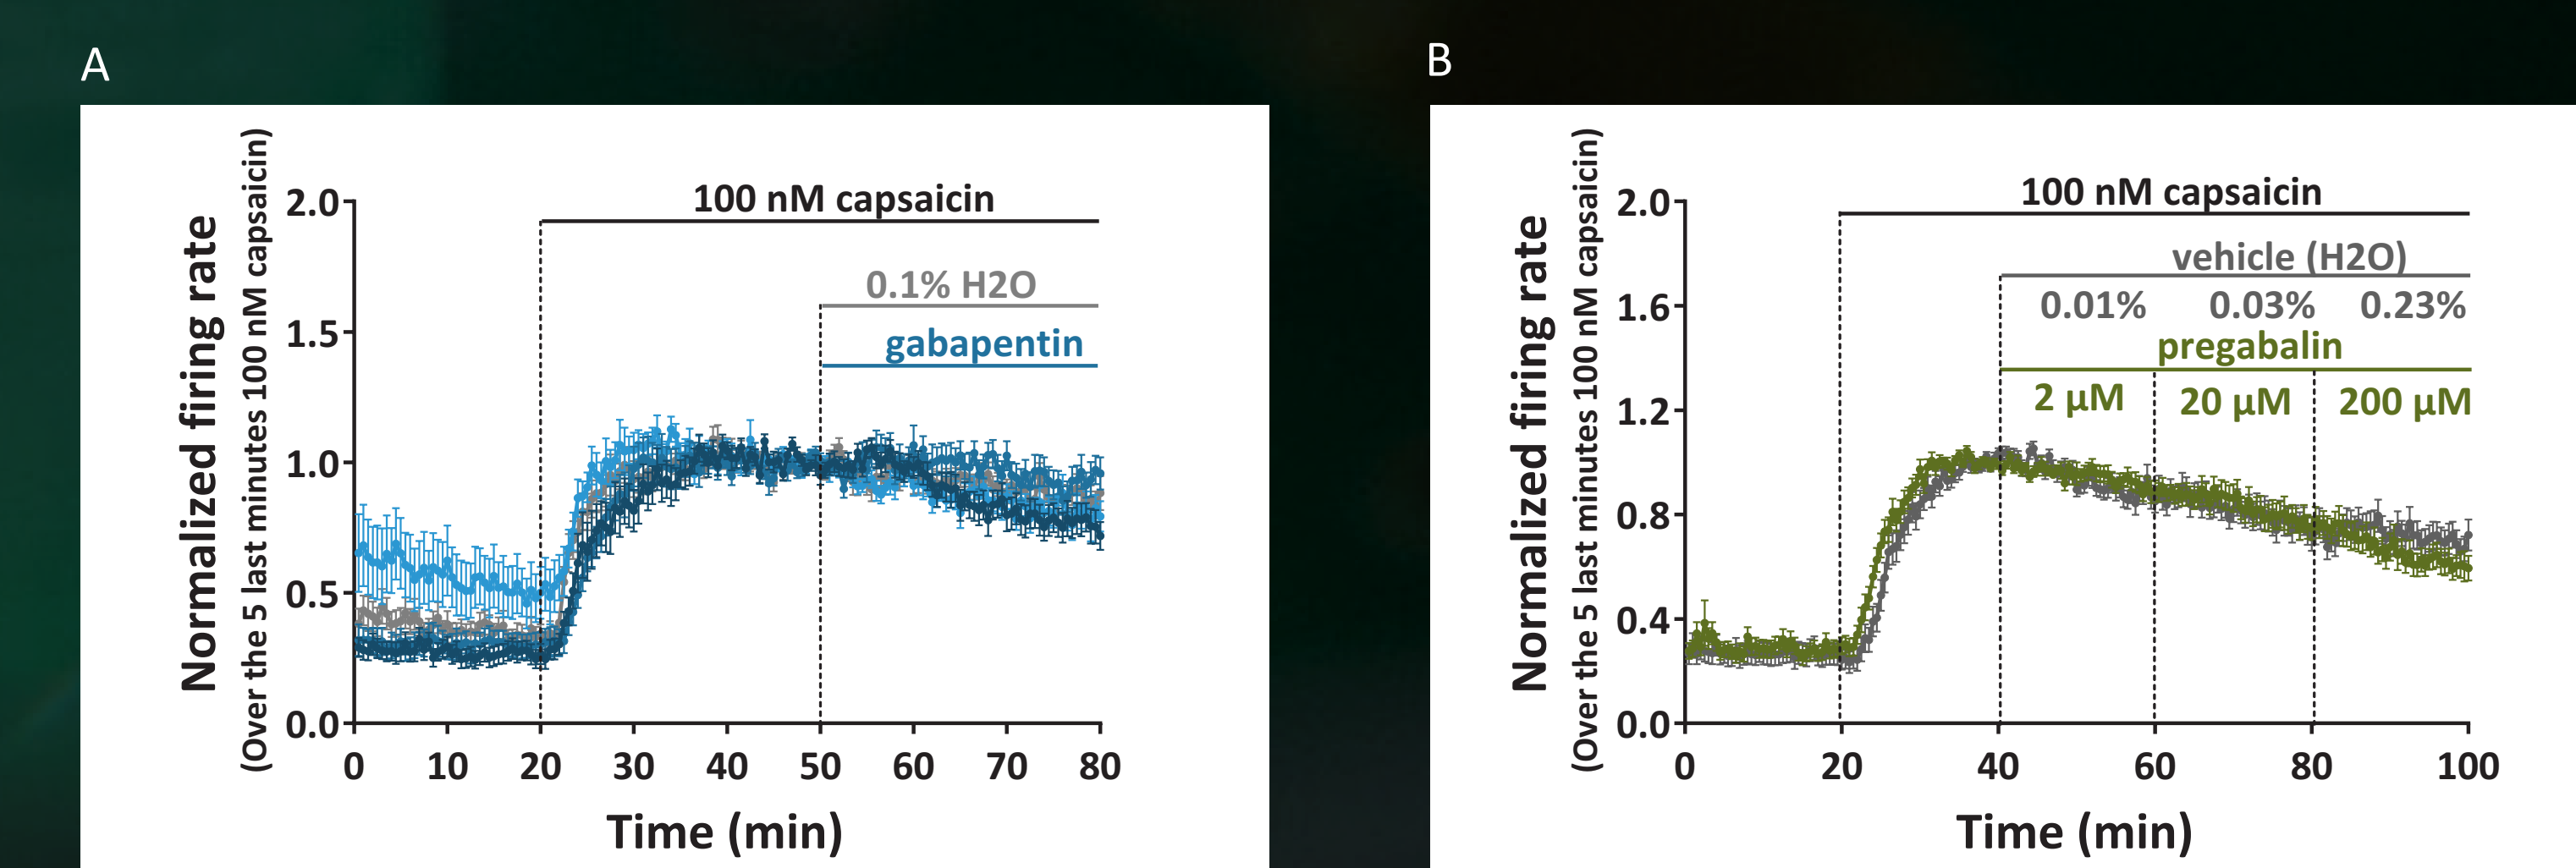 A
Normalized firing rate
(Over the 5 last minutes 100 nM capsaicin)
2.0
1.5
1.0
0.5
0.0
100 nM capsaicin
0.1% H2O
gabapentin
0 10 20 30 40 50 60 70 80
Time (min)
B
Normalized firing rate
(Over the 5 last minutes 100 nM capsaicin)
2.0
1.6
1.2
0.8
0.4
0.0
100 nM capsaicin
vehicle (H2O)
0.01% 0.03% 0.23%
pregabalin
2 µM 20 µM 200 µM
0 20 40 60 80 100
Time (min)